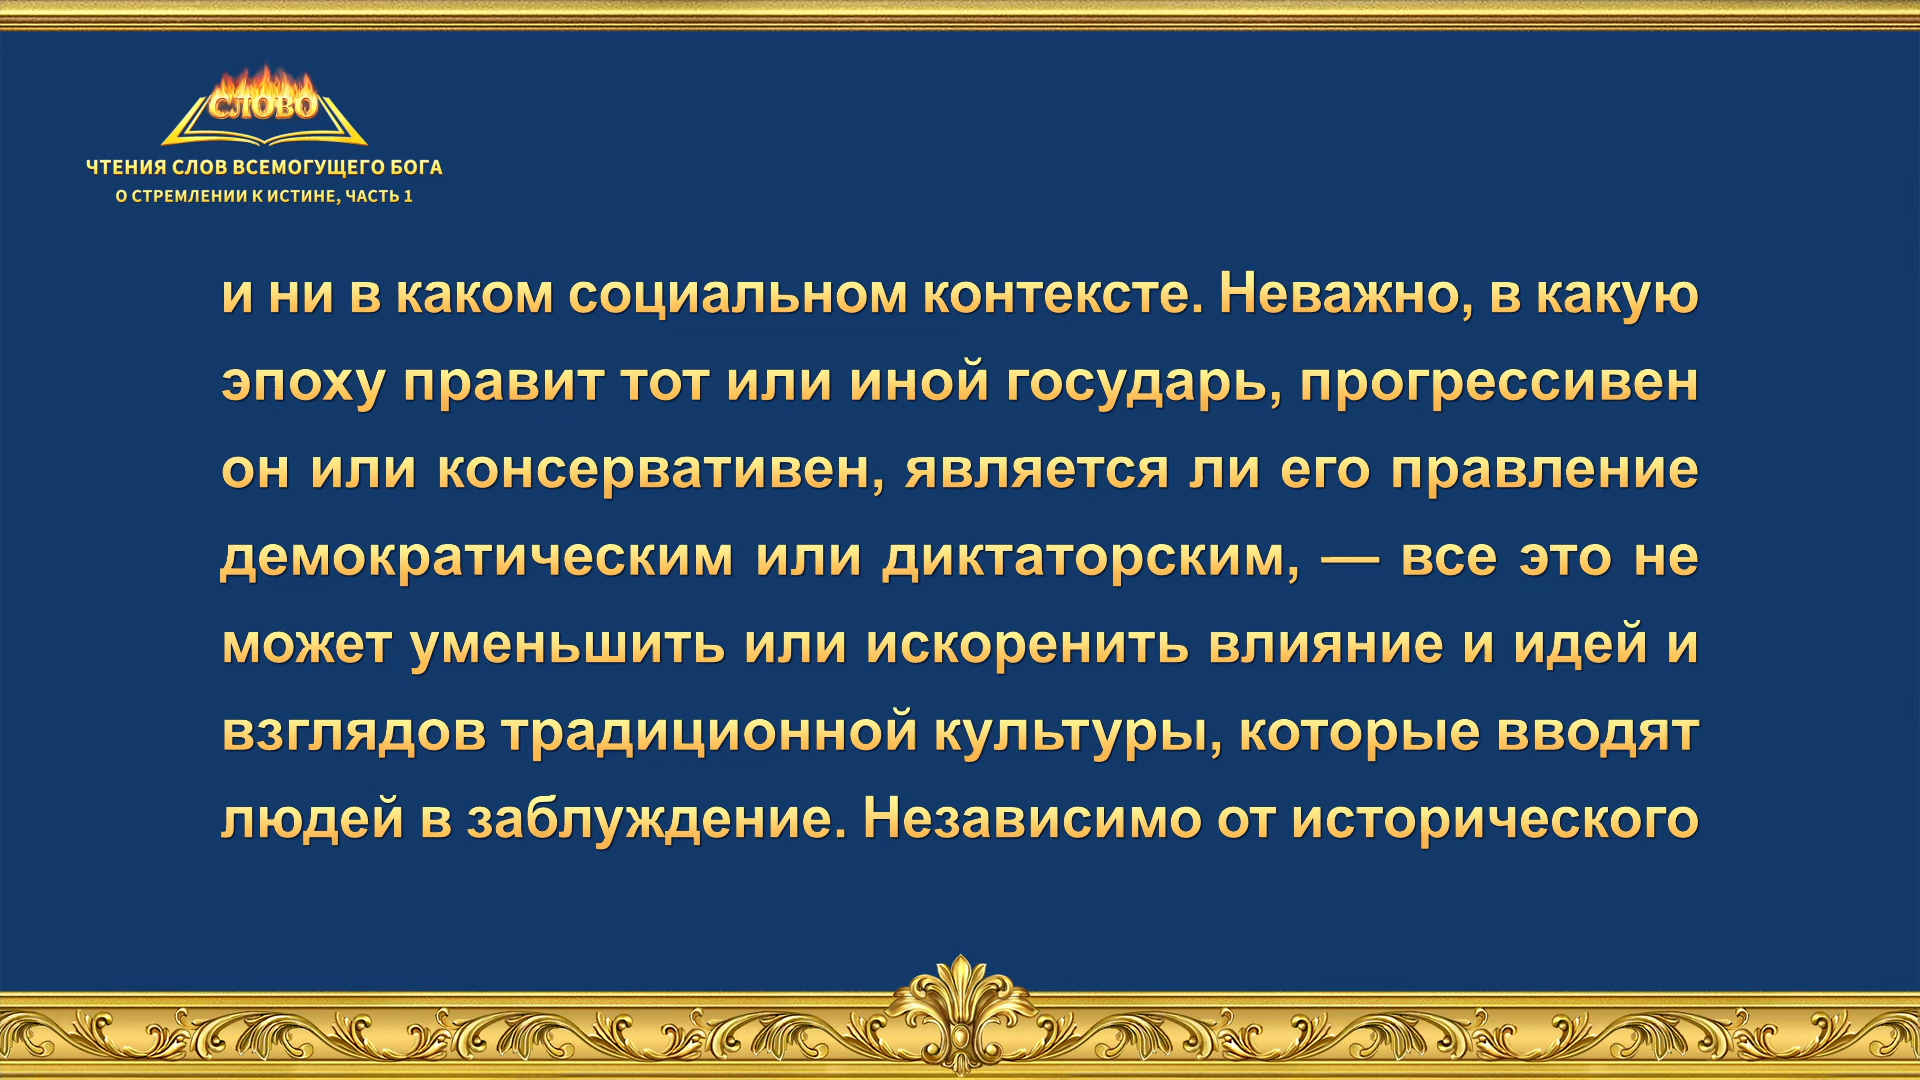 СЛОВО
ЧТЕНИЯ СЛОВ ВСЕМОГУЩЕГО БОГА
О СТРЕМЛЕНИИ К ИСТИНЕ, ЧАСТЬ 1
и ни в каком социальном контексте. Неважно, в какую
эпоху правит тот или иной государь, прогрессивен
он или консервативен, является ли его правление
демократическим или диктаторским, — все это не
может уменьшить или искоренить влияние и идей и
взглядов традиционной культуры, которые вводят
людей в заблуждение. Независимо от исторического